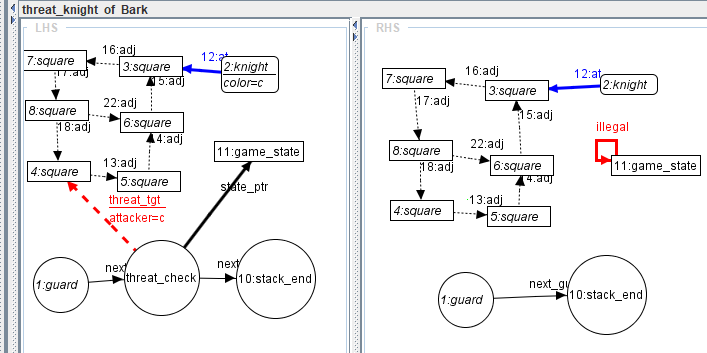 threat_knight of Bark
LHS
16:adj
12:at
7:square
3:square
2:knight
color=c
17:adj
15:adj
8:square
22:adj
6:square
18:adj
4:adj
11:game_state
13:adj
4:square
5:square
threat_tgt
attacker=c
state_ptr
next
next
1:guard
threat_check
10:stack_end
RHS
16:adj
12:at
7:square
3:square
2:knight
17:adj
15:adj
illegal
8:square
22:adj
6:square
11:game_state
18:adj
4:adj
13:adj
4:square
5:square
next_gu
1:guard
10:stack_end